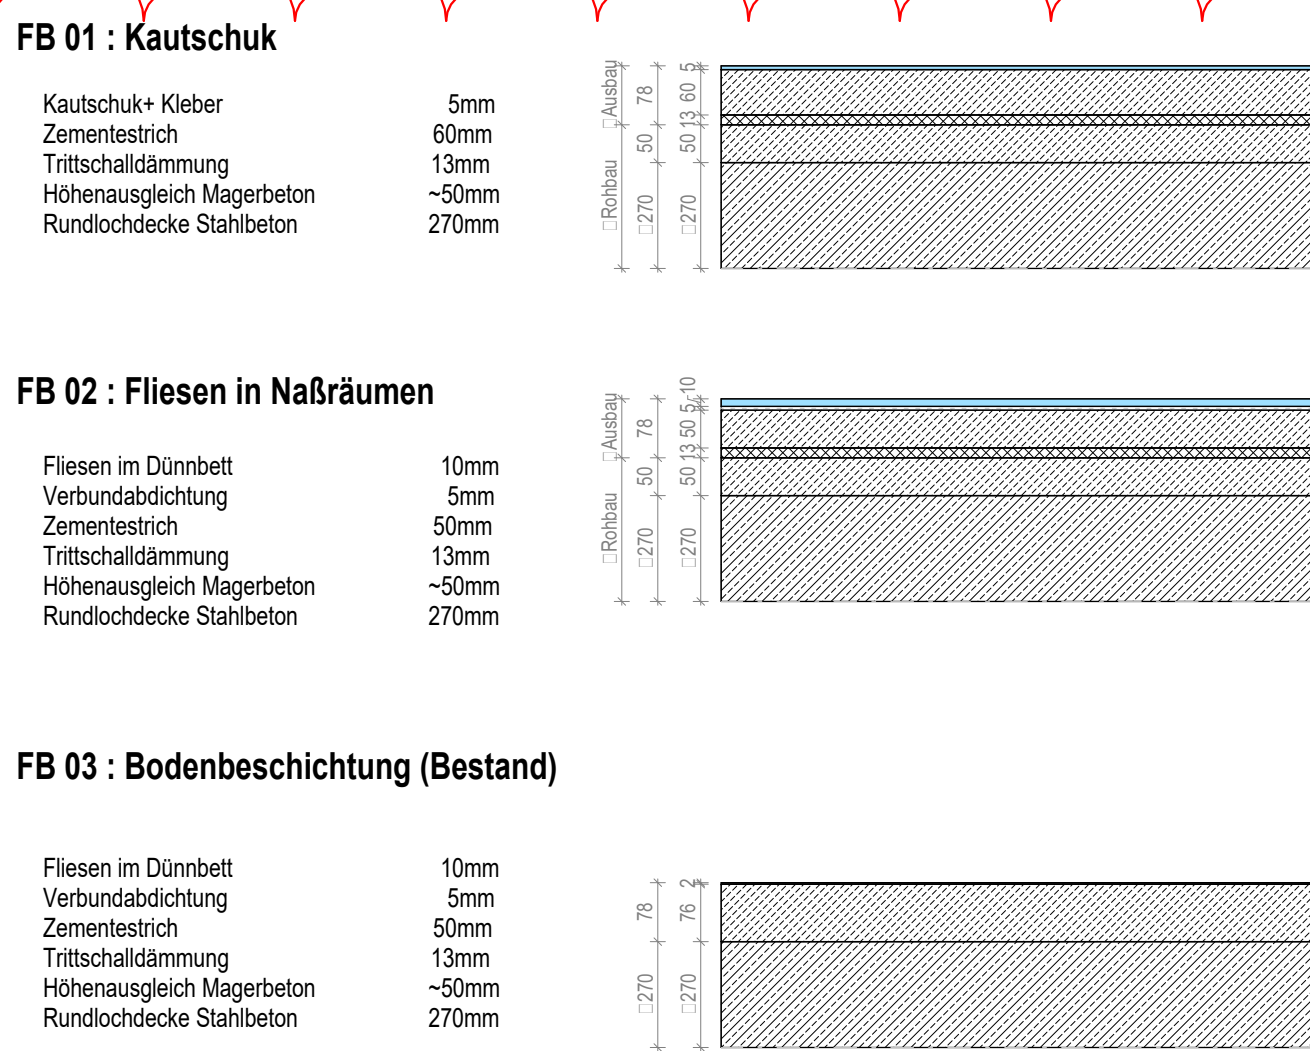 FB 01 : Kautschuk
Kautschuk+ Kleber 5mm
Zementestrich 60mm
Trittschalldämmung 13mm
Höhenausgleich Magerbeton ~50mm
Rundlochdecke Stahlbeton 270mm
□Ausbau
□Rohbau
78
50
□270
5
60
13
50
□270
FB 02 : Fliesen in Naßräumen
Fliesen im Dünnbett 10mm
Verbundabdichtung 5mm
Zementestrich 50mm
Trittschalldämmung 13mm
Höhenausgleich Magerbeton ~50mm
Rundlochdecke Stahlbeton 270mm
□Ausbau
□Rohbau
78
50
□270
10
5
50
13
50
□270
FB 03 : Bodenbeschichtung (Bestand)
Fliesen im Dünnbett 10mm
Verbundabdichtung 5mm
Zementestrich 50mm
Trittschalldämmung 13mm
Höhenausgleich Magerbeton ~50mm
Rundlochdecke Stahlbeton 270mm
78
□270
2
76
□270